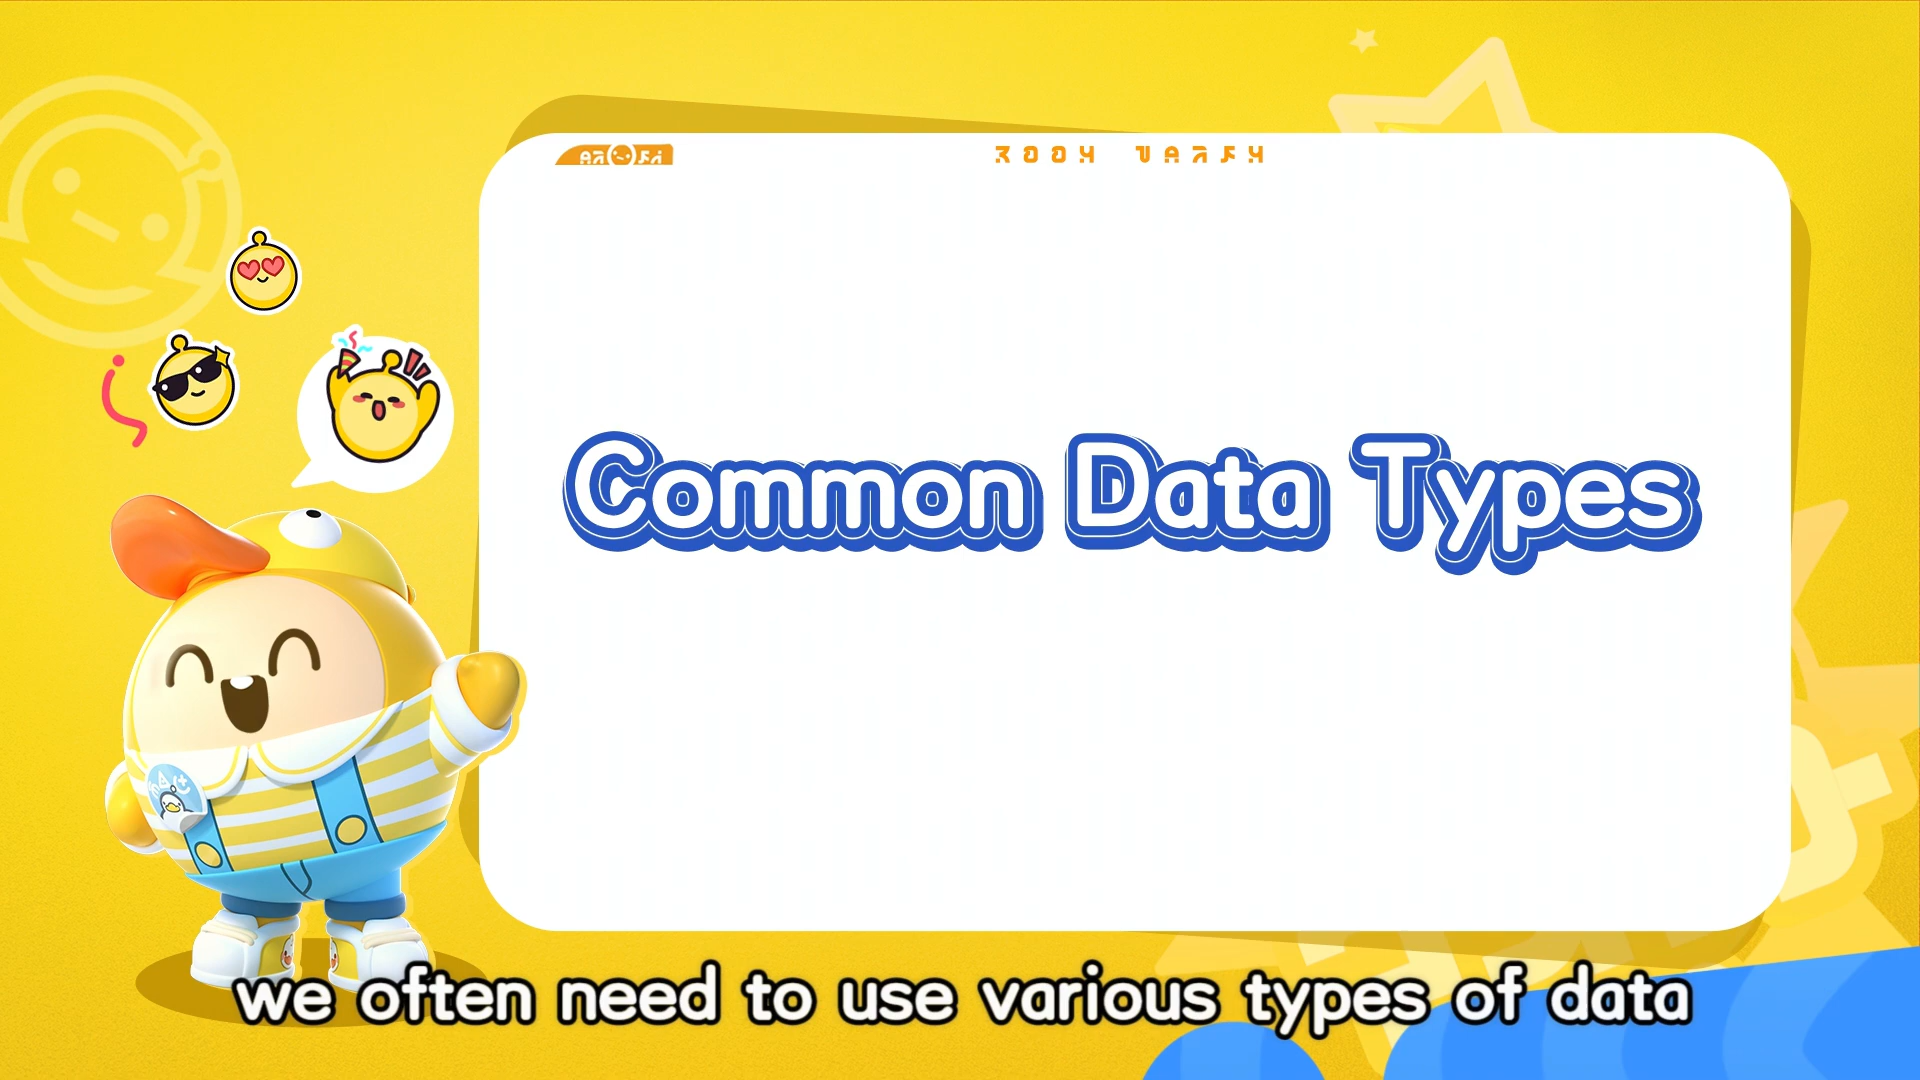 Common Data Types
we often need to use various types of data